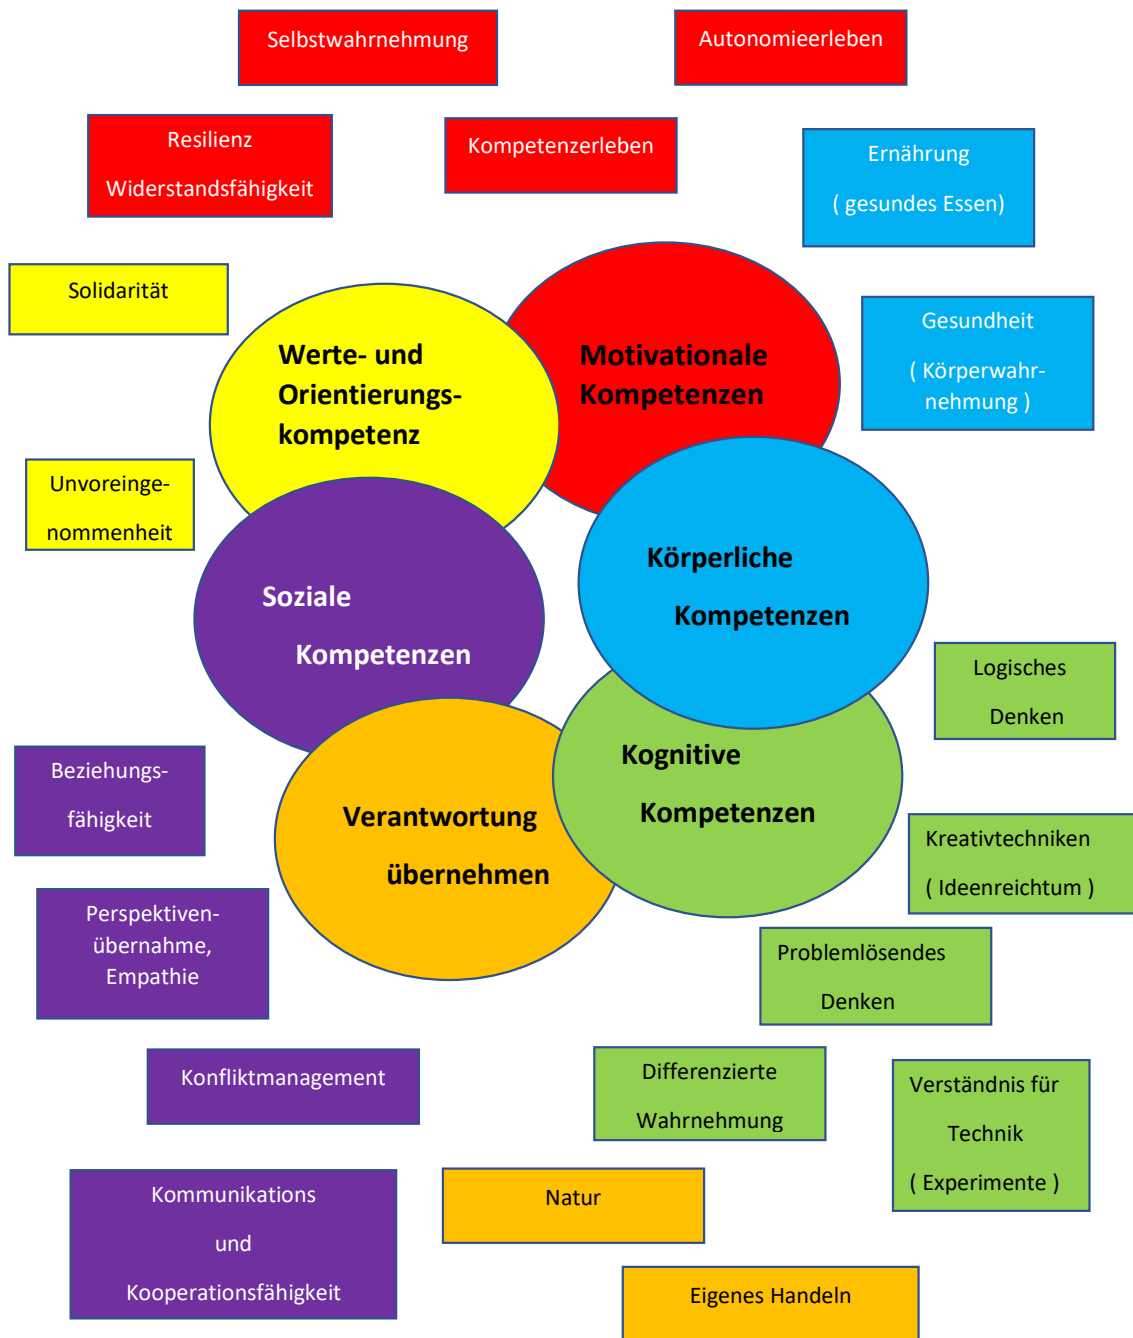 Selbstwahrnehmung
Autonomieerleben
Resilienz
Widerstandsfähigkeit
Kompetenzerleben
Ernährung
( gesundes Essen)
Solidarität
Gesundheit
( Körperwahr-
nehmung )
Werte- und
Orientierungs-
kompetenz
Motivationale
Kompetenzen
Unvoreinge-
nommenheit
Soziale
Kompetenzen
Körperliche
Kompetenzen
Logisches
Denken
Beziehungs-
fähigkeit
Verantwortung
übernehmen
Kognitive
Kompetenzen
Kreativtechniken
( Ideenreichtum )
Perspektiven-
übernahme,
Empathie
Problemlösendes
Denken
Konfliktmanagement
Differenzierte
Wahrnehmung
Verständnis für
Technik
( Experimente )
Kommunikations
und
Kooperationsfähigkeit
Natur
Eigenes Handeln